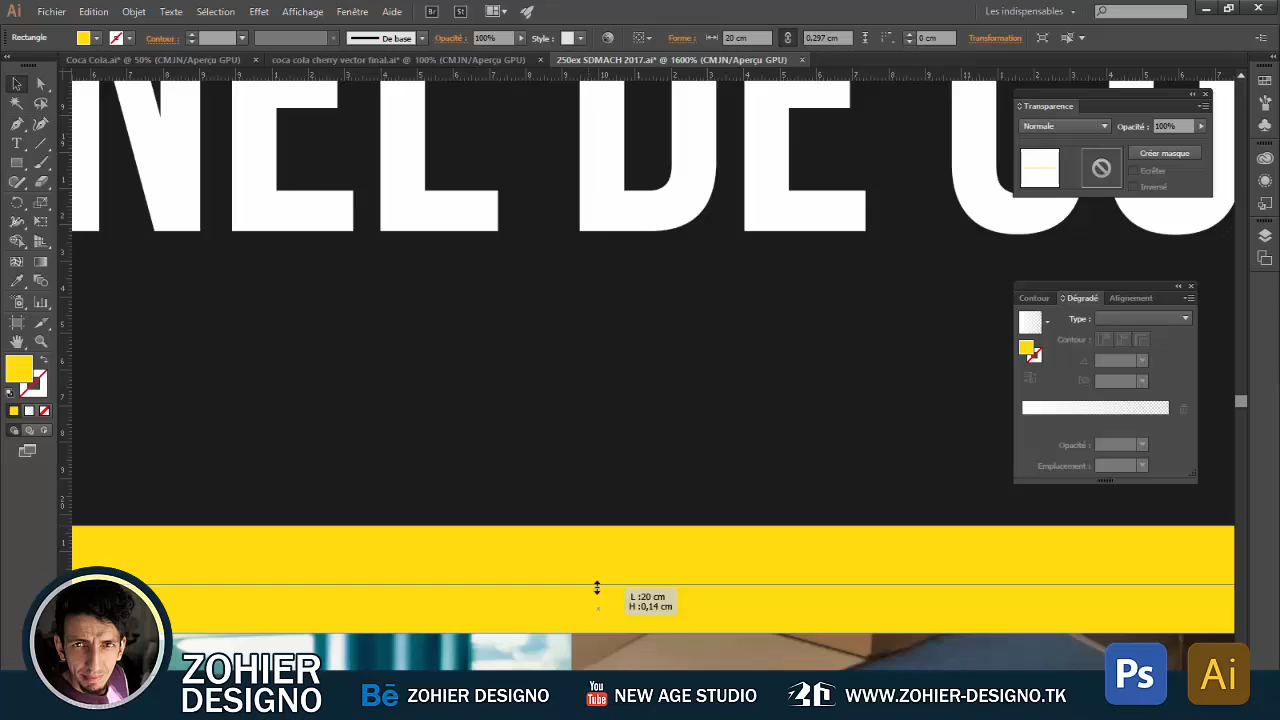 Ai Fichier Edition Objet Texte Sélection Effet Affichage Fenêtre Aide Br St Les indispensables
Rectangle Contour : De base Opacité : 100% Style : Forme : 20 cm 0,297 cm 0 cm Transformation
Coca Cola.ai* @ 50% (CMJN/Aperçu GPU) × coca cola cherry vector final.ai* @ 100% (CMJN/Aperçu GPU) × 250ex SDMACH 2017.ai* @ 1600% (CMJN/Aperçu GPU) ×
NEL DE CO
Transparence
Normale Opacité : 100%
Créer masque
Ecrêter
Inversé
Contour Dégradé Alignement
Type :
Contour :
Opacité :
Emplacement :
L :20 cm
H :0,14 cm
ZOHIER
DESIGNO
Bē ZOHIER DESIGNO
You
Tube
NEW AGE STUDIO
WWW.ZOHIER-DESIGNO.TK
Ps
Ai